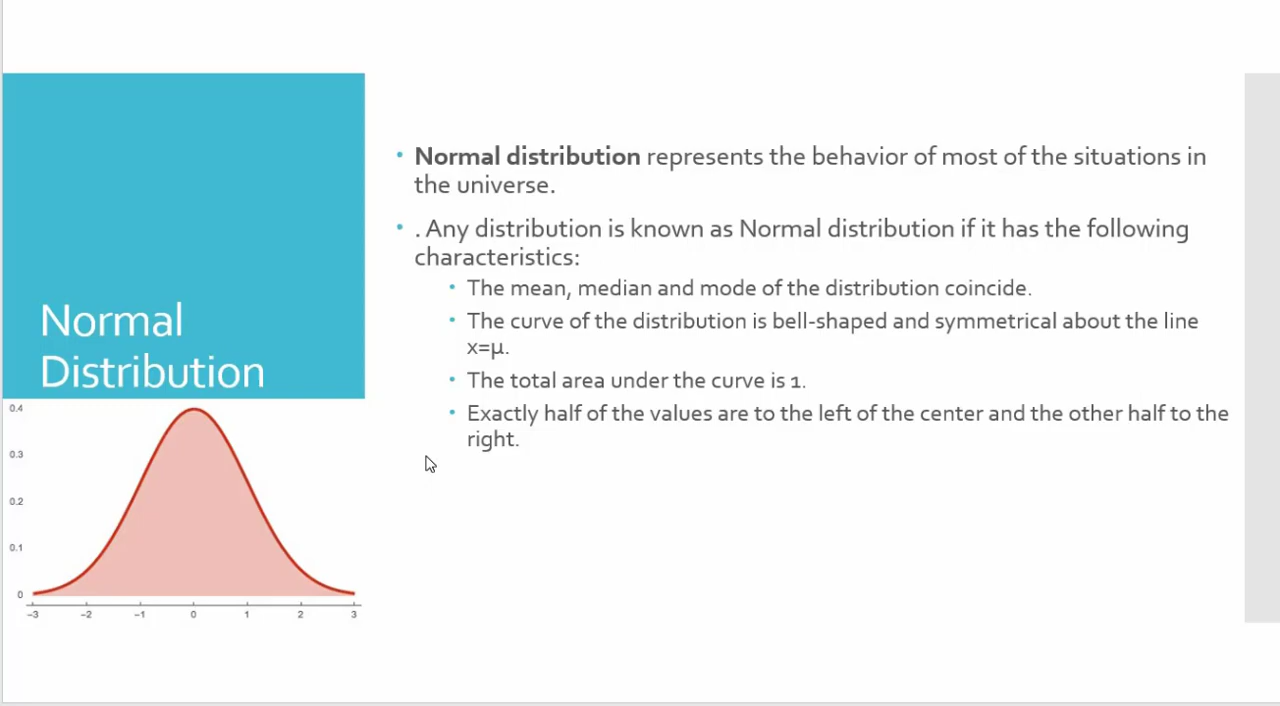 Normal distribution represents the behavior of most of the situations in
the universe.
. Any distribution is known as Normal distribution if it has the following
characteristics:
The mean, median and mode of the distribution coincide.
The curve of the distribution is bell-shaped and symmetrical about the line
x=μ.
The total area under the curve is 1.
Exactly half of the values are to the left of the center and the other half to the
right.
Normal
Distribution
0.4
0.3
0.2
0.1
0
−3 −2 −1 0 1 2 3